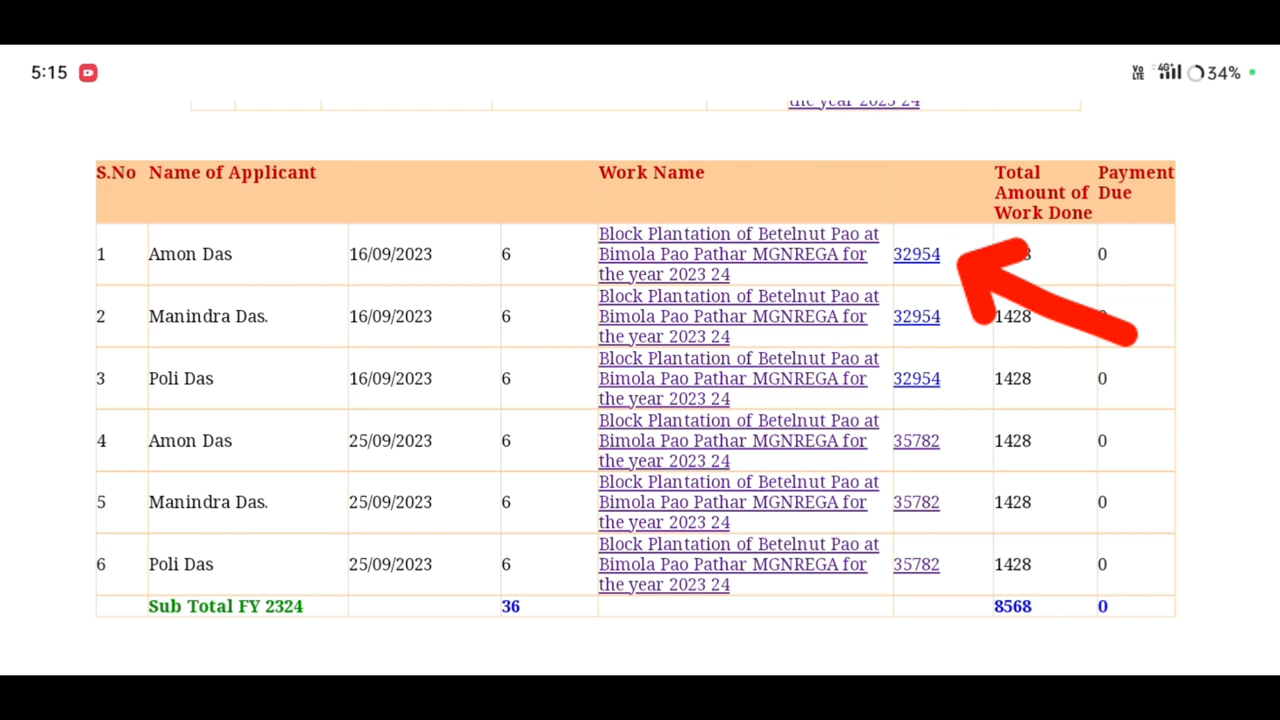 5:15
Vo LTE 4G+ 34%
the year 2023 24
S.No Name of Applicant Work Name Total Payment
Amount of Due
Work Done
Block Plantation of Betelnut Pao at
1 Amon Das 16/09/2023 6 Bimola Pao Pathar MGNREGA for 32954 0
the year 2023 24
Block Plantation of Betelnut Pao at
2 Manindra Das. 16/09/2023 6 Bimola Pao Pathar MGNREGA for 32954 1428
the year 2023 24
Block Plantation of Betelnut Pao at
3 Poli Das 16/09/2023 6 Bimola Pao Pathar MGNREGA for 32954 1428 0
the year 2023 24
Block Plantation of Betelnut Pao at
4 Amon Das 25/09/2023 6 Bimola Pao Pathar MGNREGA for 35782 1428 0
the year 2023 24
Block Plantation of Betelnut Pao at
5 Manindra Das. 25/09/2023 6 Bimola Pao Pathar MGNREGA for 35782 1428 0
the year 2023 24
Block Plantation of Betelnut Pao at
6 Poli Das 25/09/2023 6 Bimola Pao Pathar MGNREGA for 35782 1428 0
the year 2023 24
Sub Total FY 2324 36 8568 0